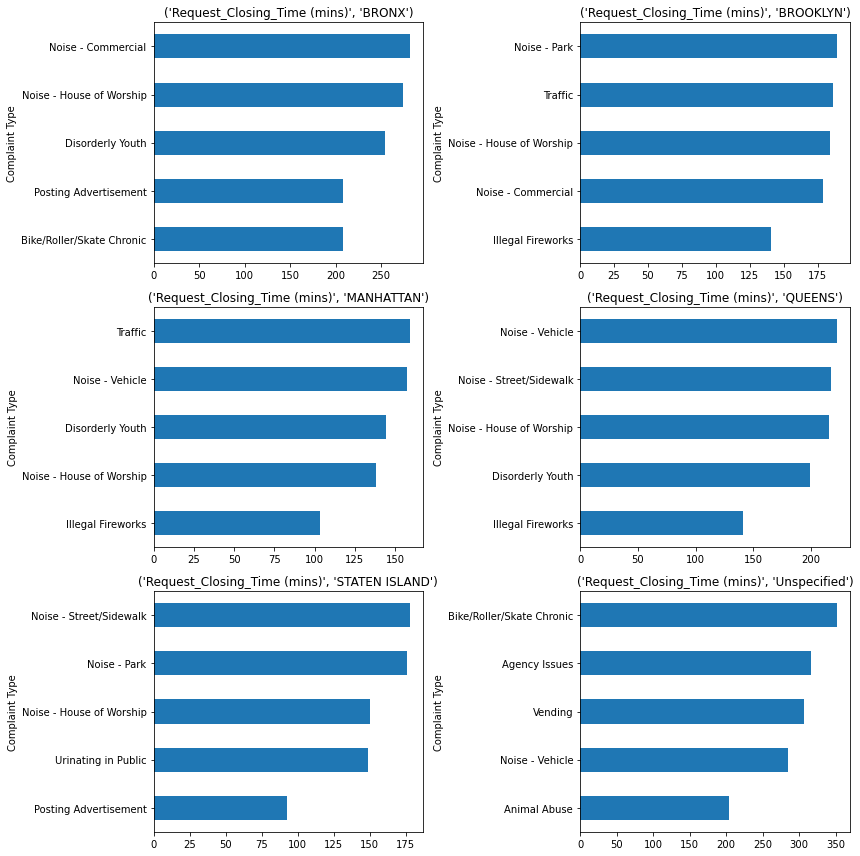 ('Request_Closing_Time (mins)', 'BRONX')
Complaint Type
Noise - Commercial
Noise - House of Worship
Disorderly Youth
Posting Advertisement
Bike/Roller/Skate Chronic
0 50 100 150 200 250
('Request_Closing_Time (mins)', 'BROOKLYN')
Complaint Type
Noise - Park
Traffic
Noise - House of Worship
Noise - Commercial
Illegal Fireworks
0 25 50 75 100 125 150 175
('Request_Closing_Time (mins)', 'MANHATTAN')
Complaint Type
Traffic
Noise - Vehicle
Disorderly Youth
Noise - House of Worship
Illegal Fireworks
0 25 50 75 100 125 150
('Request_Closing_Time (mins)', 'QUEENS')
Complaint Type
Noise - Vehicle
Noise - Street/Sidewalk
Noise - House of Worship
Disorderly Youth
Illegal Fireworks
0 50 100 150 200
('Request_Closing_Time (mins)', 'STATEN ISLAND')
Complaint Type
Noise - Street/Sidewalk
Noise - Park
Noise - House of Worship
Urinating in Public
Posting Advertisement
0 25 50 75 100 125 150 175
('Request_Closing_Time (mins)', 'Unspecified')
Complaint Type
Bike/Roller/Skate Chronic
Agency Issues
Vending
Noise - Vehicle
Animal Abuse
0 50 100 150 200 250 300 350